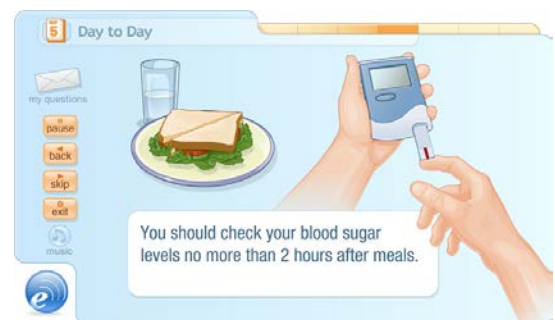 5 Day to Day
my questions
pause
back
skip
exit
music
You should check your blood sugar
levels no more than 2 hours after meals.
e